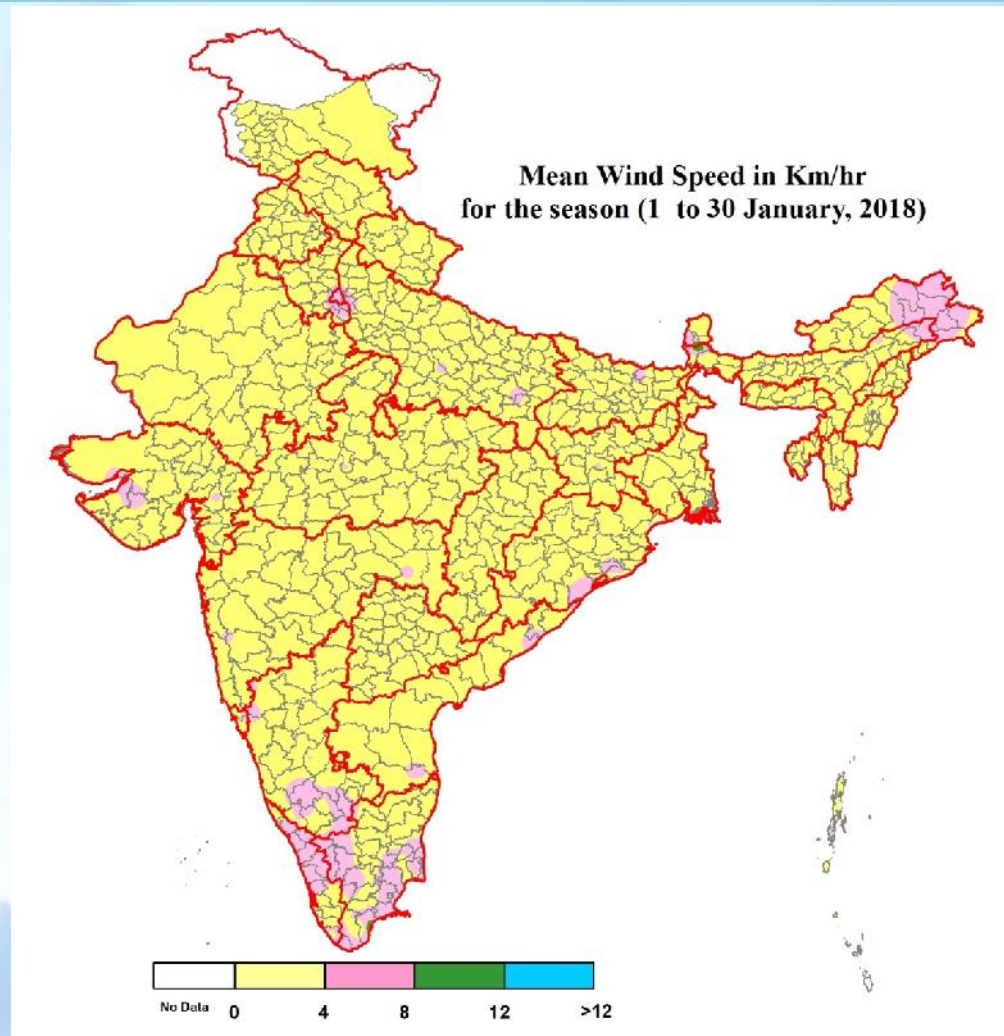 Mean Wind Speed in Km/hr
for the season (1 to 30 January, 2018)
No Data 0 4 8 12 >12